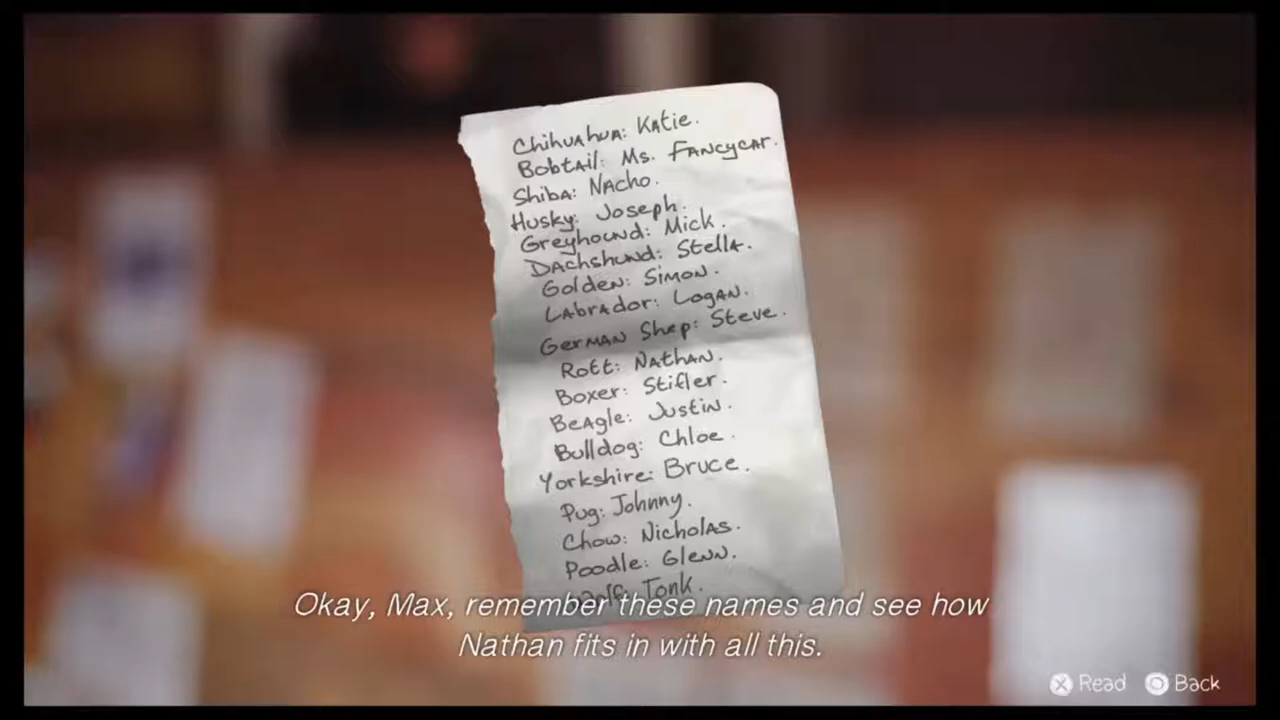 Chihuahua: Katie.
Bobtail: Ms. Fancycar.
Shiba: Nacho.
Husky: Joseph.
Greyhound: Mick.
Dachshund: Stella.
Golden: Simon.
Labrador: Logan.
German Shep: Steve.
Rott: Nathan.
Boxer: Stifler.
Beagle: Justin.
Bulldog: Chloe.
Yorkshire: Bruce.
Pug: Johnny.
Chow: Nicholas.
Poodle: Glenn.
Tonk.
Okay, Max, remember these names and see how
Nathan fits in with all this.
Read Back